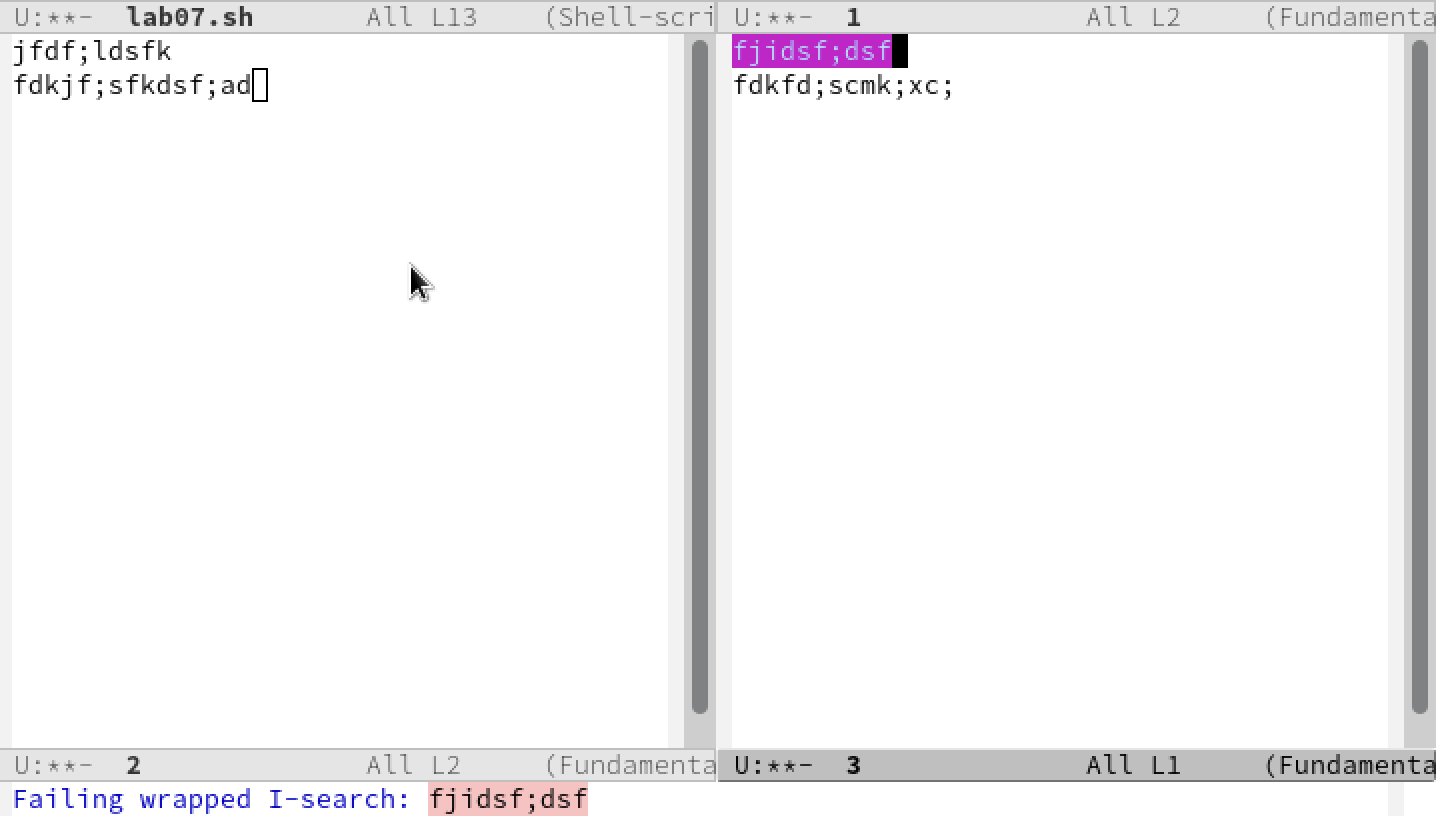 U:**-  lab07.sh       All L13    (Shell-scri
U:**-  1              All L2     (Fundamenta
jfdf;ldsfk
fdkjf;sfkdsf;ad
fjidsf;dsf
fdkfd;scmk;xc;
U:**-  2              All L2     (Fundamenta
U:**-  3              All L1     (Fundamenta
Failing wrapped I-search: fjidsf;dsf